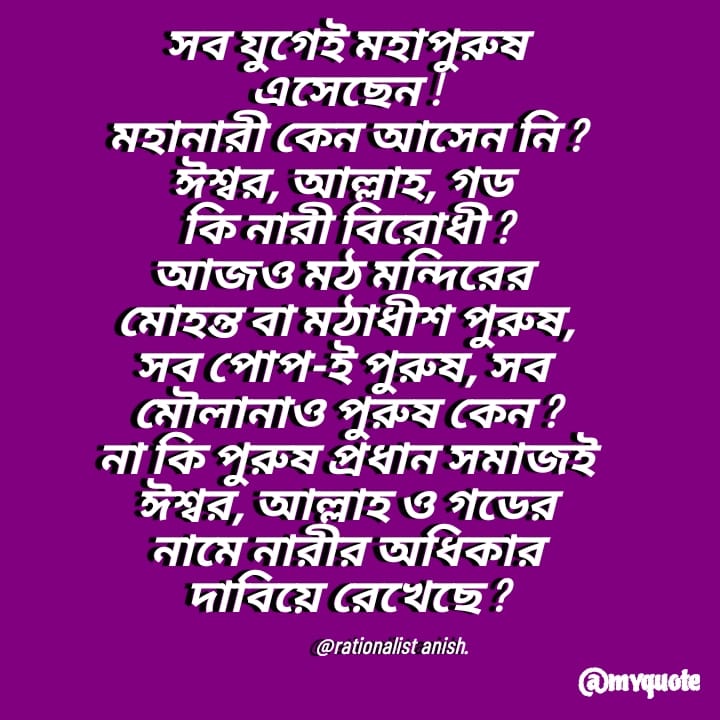 সব যুগেই মহাপুরুষ
এসেছেন !
মহানারী কেন আসেন নি ?
ঈশ্বর, আল্লাহ, গড
কি নারী বিরোধী ?
আজও মঠ মন্দিরের
মোহন্ত বা মঠাধীশ পুরুষ,
সব পোপ-ই পুরুষ, সব
মৌলানাও পুরুষ কেন ?
না কি পুরুষ প্রধান সমাজই
ঈশ্বর, আল্লাহ ও গডের
নামে নারীর অধিকার
দাবিয়ে রেখেছে ?
@rationalist anish.
@myquote